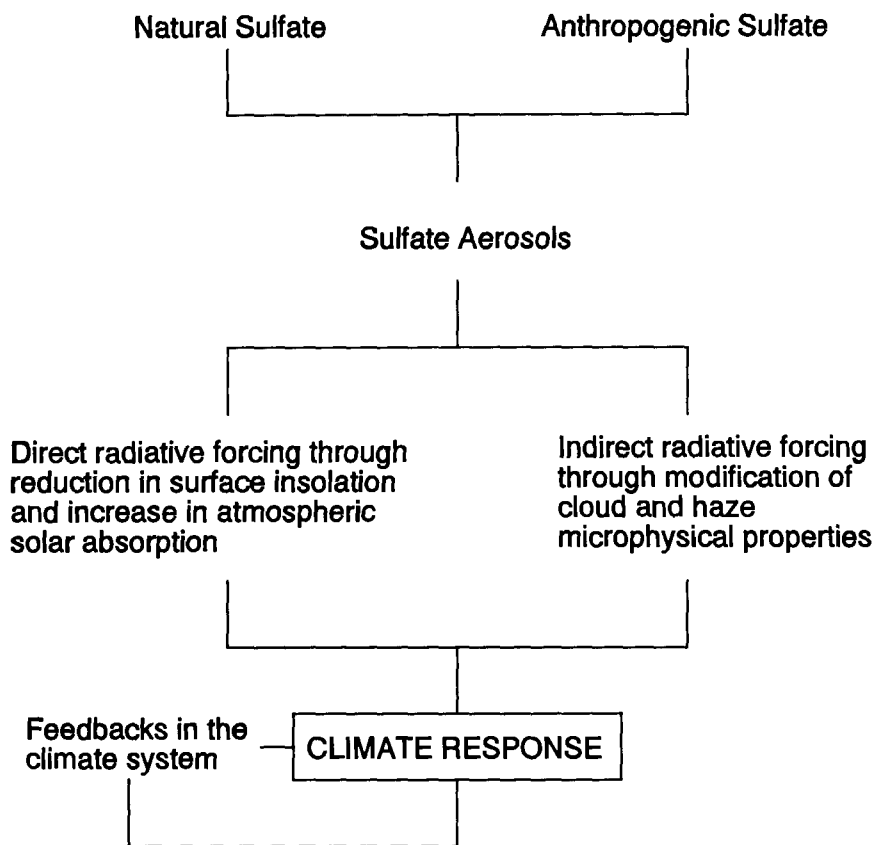 Natural Sulfate
Anthropogenic Sulfate
Sulfate Aerosols
Direct radiative forcing through
reduction in surface insolation
and increase in atmospheric
solar absorption
Indirect radiative forcing
through modification of
cloud and haze
microphysical properties
Feedbacks in the
climate system
CLIMATE RESPONSE